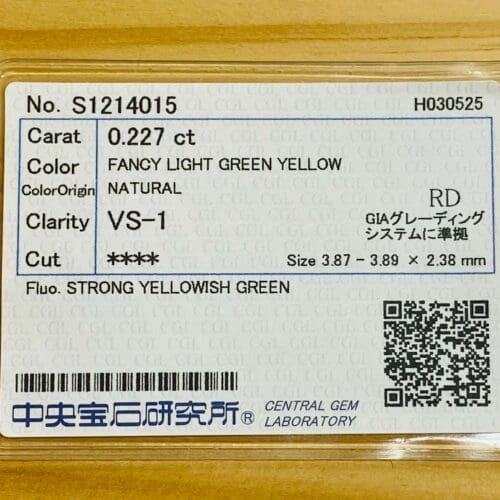 No. S1214015 H030525
Carat 0.227 ct
Color FANCY LIGHT GREEN YELLOW
ColorOrigin NATURAL
Clarity VS-1 RD
GIAグレーディング
システムに準拠
Cut **** Size 3.87 - 3.89 × 2.38 mm
Fluo. STRONG YELLOWISH GREEN
中央宝石研究所® CENTRAL GEM
LABORATORY